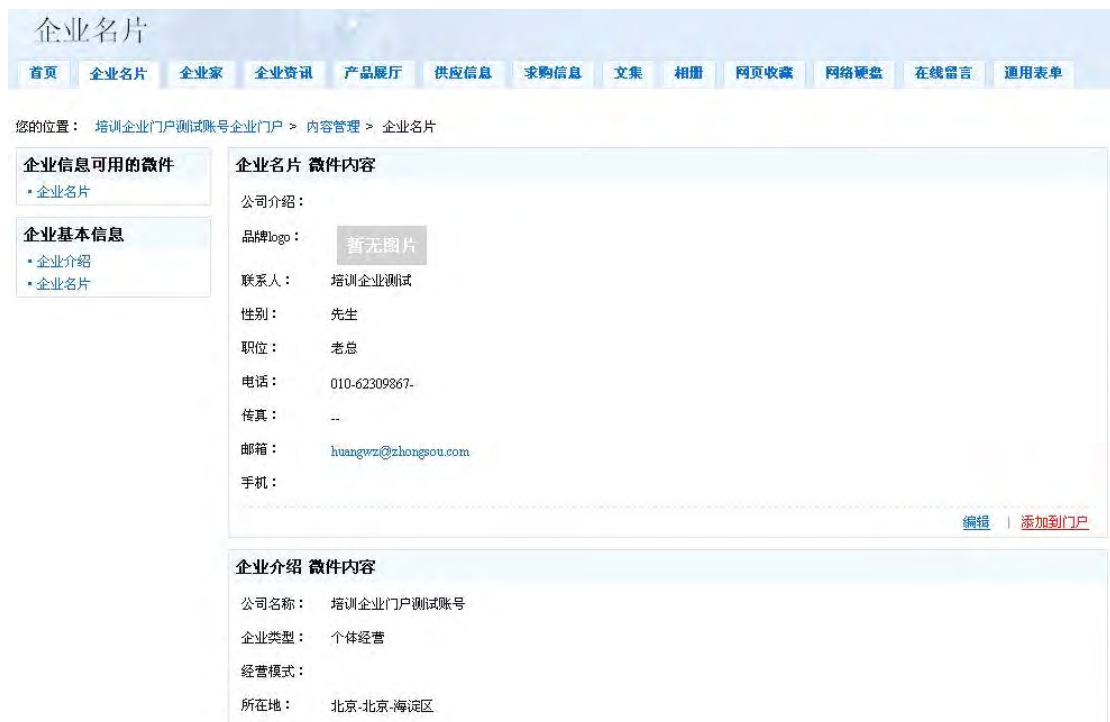 企业名片
首页 企业名片 企业家 企业资讯 产品展厅 供应信息 求购信息 文集 相册 网页收藏 网络硬盘 在线留言 通用表单
您的位置： 培训企业门户测试账号企业门户 > 内容管理 > 企业名片
企业信息可用的微件
▪ 企业名片
企业基本信息
▪ 企业介绍
▪ 企业名片
企业名片 微件内容
公司介绍：
品牌logo： 暂无图片
联系人： 培训企业测试
性别： 先生
职位： 老总
电话： 010-62309867-
传真： --
邮箱： huangwz@zhongsou.com
手机：
编辑 | 添加到门户
企业介绍 微件内容
公司名称： 培训企业门户测试账号
企业类型： 个体经营
经营模式：
所在地： 北京-北京-海淀区